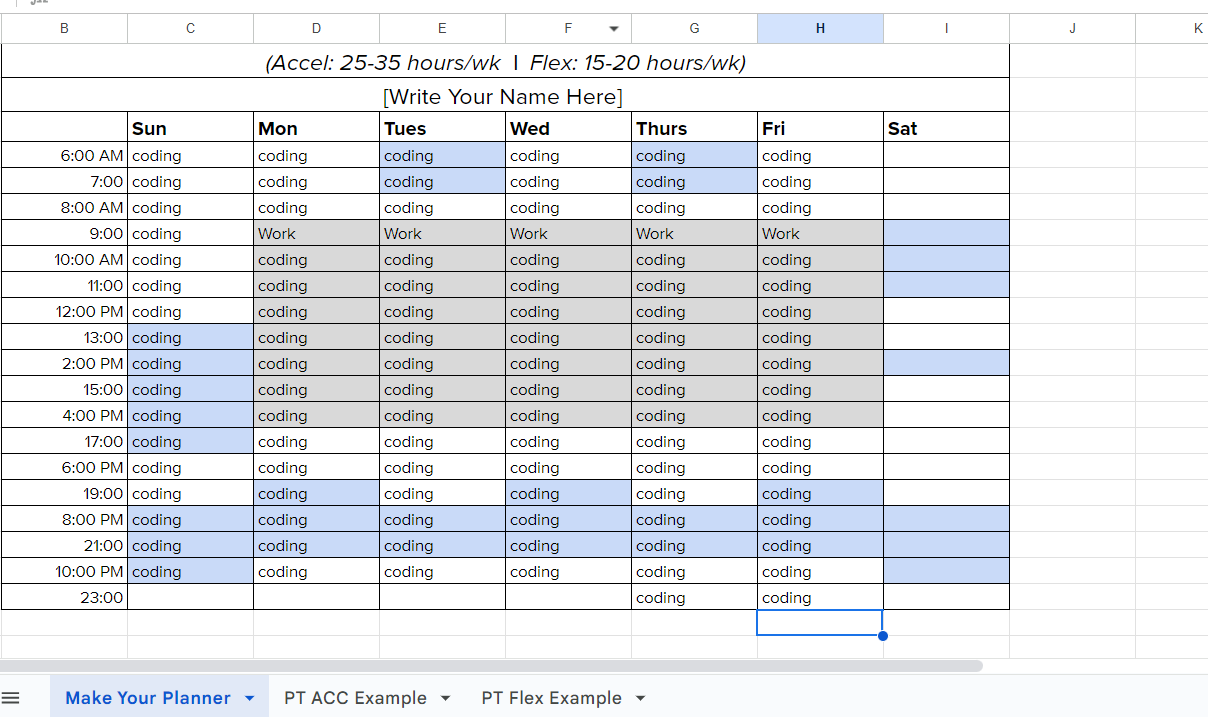 B C D E F G H I J K
(Accel: 25-35 hours/wk | Flex: 15-20 hours/wk)
[Write Your Name Here]
Sun Mon Tues Wed Thurs Fri Sat
6:00 AM coding coding coding coding coding coding
7:00 coding coding coding coding coding coding
8:00 AM coding coding coding coding coding coding
9:00 coding Work Work Work Work Work
10:00 AM coding coding coding coding coding coding
11:00 coding coding coding coding coding coding
12:00 PM coding coding coding coding coding coding
13:00 coding coding coding coding coding coding
2:00 PM coding coding coding coding coding coding
15:00 coding coding coding coding coding coding
4:00 PM coding coding coding coding coding coding
17:00 coding coding coding coding coding coding
6:00 PM coding coding coding coding coding coding
19:00 coding coding coding coding coding coding
8:00 PM coding coding coding coding coding coding
21:00 coding coding coding coding coding coding
10:00 PM coding coding coding coding coding coding
23:00 coding coding
Make Your Planner PT ACC Example PT Flex Example